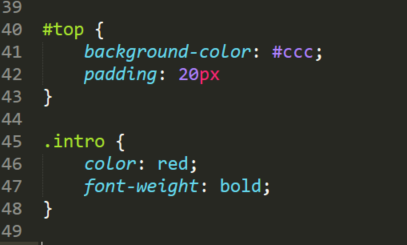 39
40 #top {
41     background-color: #ccc;
42     padding: 20px
43 }
44
45 .intro {
46     color: red;
47     font-weight: bold;
48 }
49